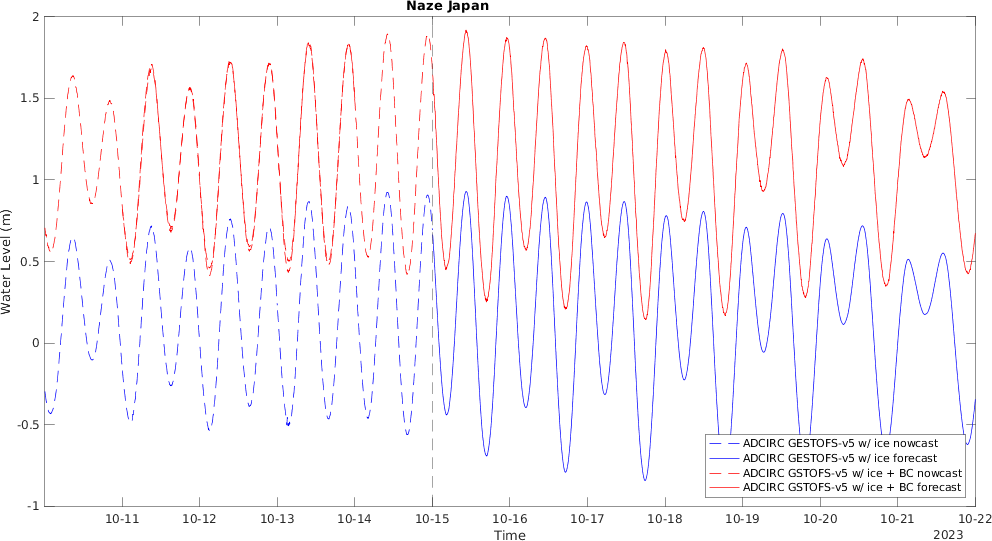 Naze Japan
2
1.5
1
0.5
0
-0.5
-1
Water Level (m)
ADCIRC GESTOFS-v5 w/ ice nowcast
ADCIRC GESTOFS-v5 w/ ice forecast
ADCIRC GSTOFS-v5 w/ ice + BC nowcast
ADCIRC GSTOFS-v5 w/ ice + BC forecast
10-11 10-12 10-13 10-14 10-15 10-16 10-17 10-18 10-19 10-20 10-21 10-22
Time
2023